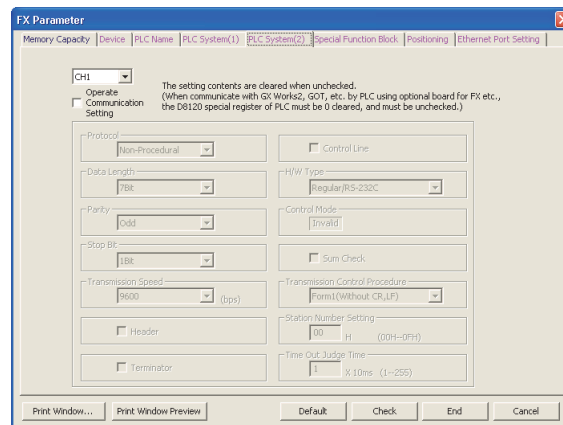 FX Parameter
Memory Capacity Device PLC Name PLC System(1) PLC System(2) Special Function Block Positioning Ethernet Port Setting
CH1
Operate Communication Setting
The setting contents are cleared when unchecked.
(When communicate with GX Works2, GOT, etc. by PLC using optional board for FX etc.,
the D8120 special register of PLC must be 0 cleared, and must be unchecked.)
Protocol
Non-Procedural
Control Line
Data Length
7Bit
H/W Type
Regular/RS-232C
Parity
Odd
Control Mode
Invalid
Stop Bit
1Bit
Sum Check
Transmission Speed
9600 (bps)
Transmission Control Procedure
Form1(Without CR,LF)
Header
Station Number Setting
00 H (00H--0FH)
Terminator
Time Out Judge Time
1 X 10ms (1--255)
Print Window... Print Window Preview Default Check End Cancel